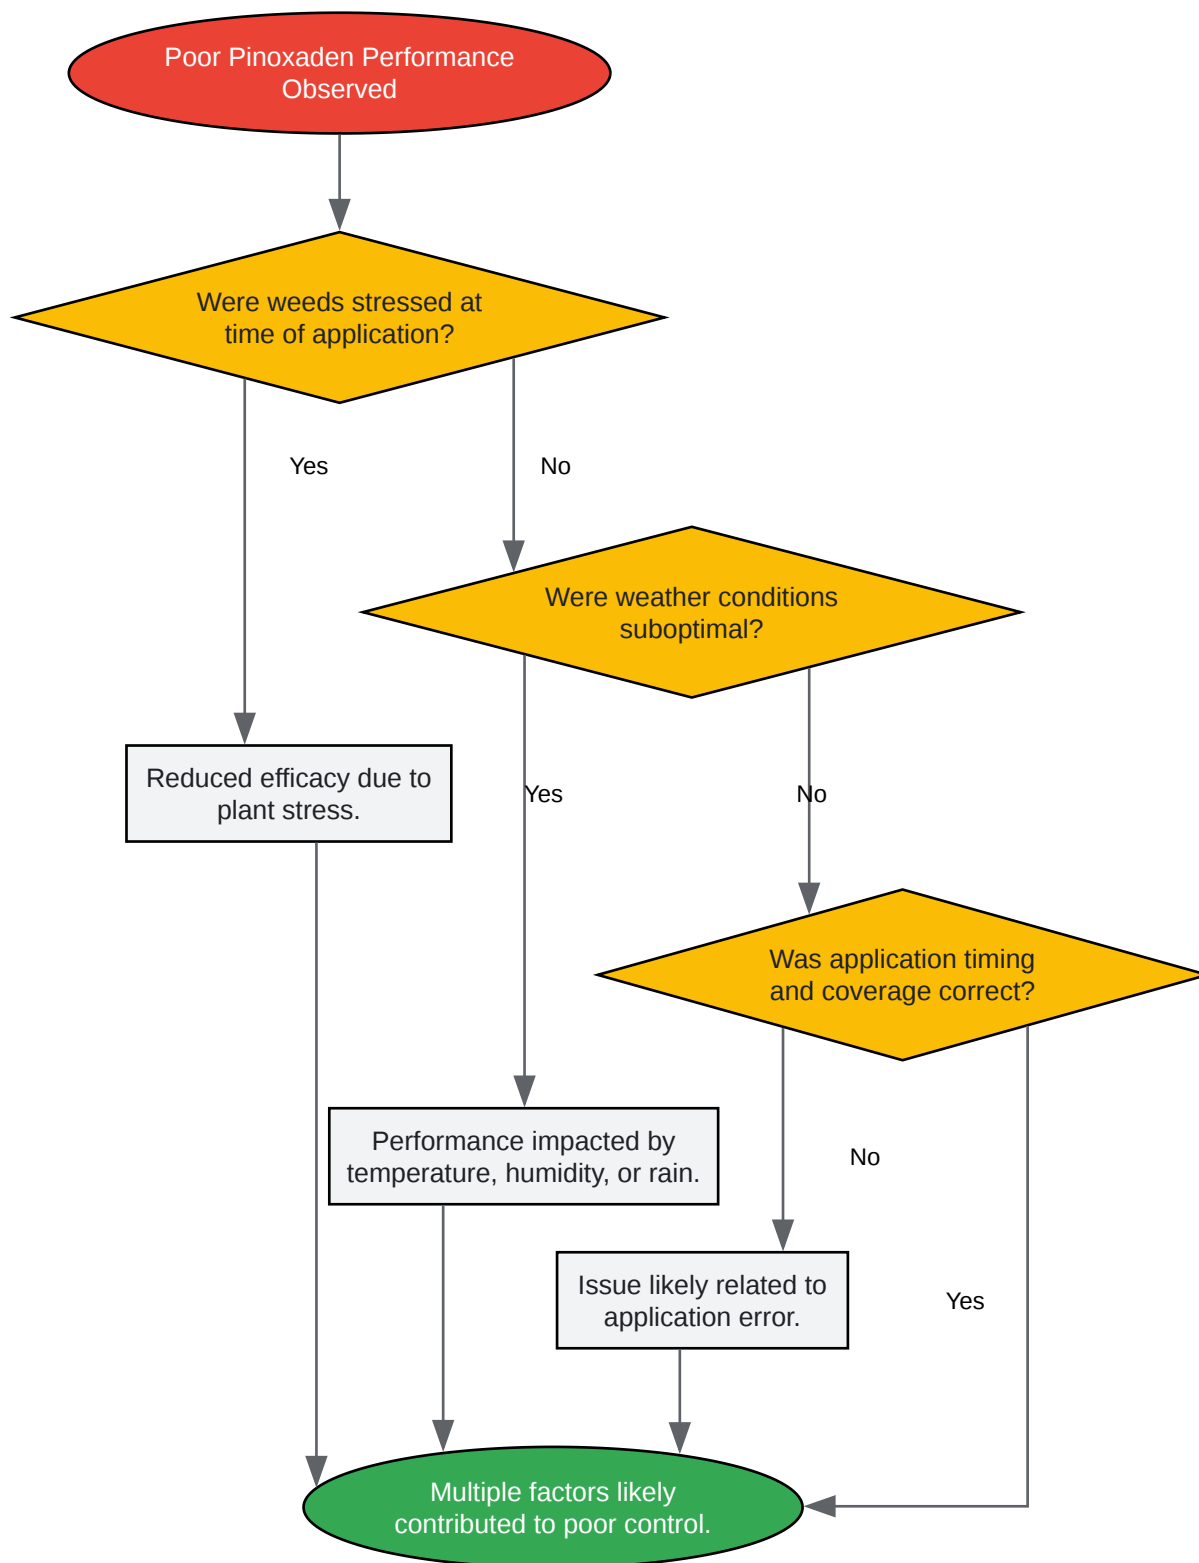 Poor Pinoxaden Performance
Observed
Were weeds stressed at
time of application?
Yes
No
Were weather conditions
suboptimal?
Reduced efficacy due to
plant stress.
Yes
No
Was application timing
and coverage correct?
Performance impacted by
temperature, humidity, or rain.
No
Issue likely related to
application error.
Yes
Multiple factors likely
contributed to poor control.